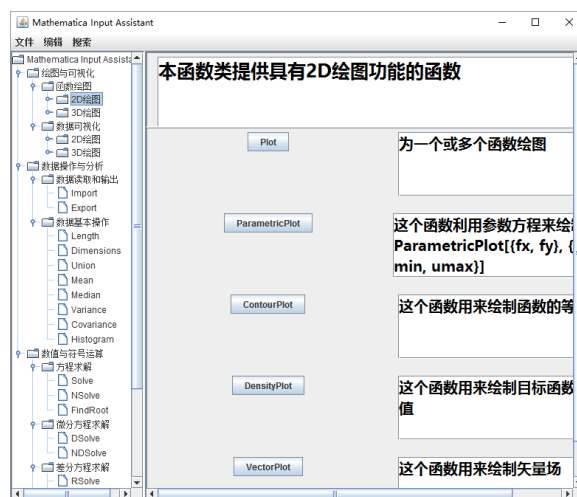 Mathematica Input Assistant
文件 编辑 搜索
Mathematica Input Assista
绘图与可视化
函数绘图
2D绘图
3D绘图
数据可视化
2D绘图
3D绘图
数据操作与分析
数据读取和输出
Import
Export
数据基本操作
Length
Dimensions
Union
Mean
Median
Variance
Covariance
Histogram
数值与符号运算
方程求解
Solve
NSolve
FindRoot
微分方程求解
DSolve
NDSolve
差分方程求解
RSolve
本函数类提供具有2D绘图功能的函数
Plot
为一个或多个函数绘图
ParametricPlot
这个函数利用参数方程来绘
ParametricPlot[{fx, fy}, {
min, umax}]
ContourPlot
这个函数用来绘制函数的等
DensityPlot
这个函数用来绘制目标函数
值
VectorPlot
这个函数用来绘制矢量场